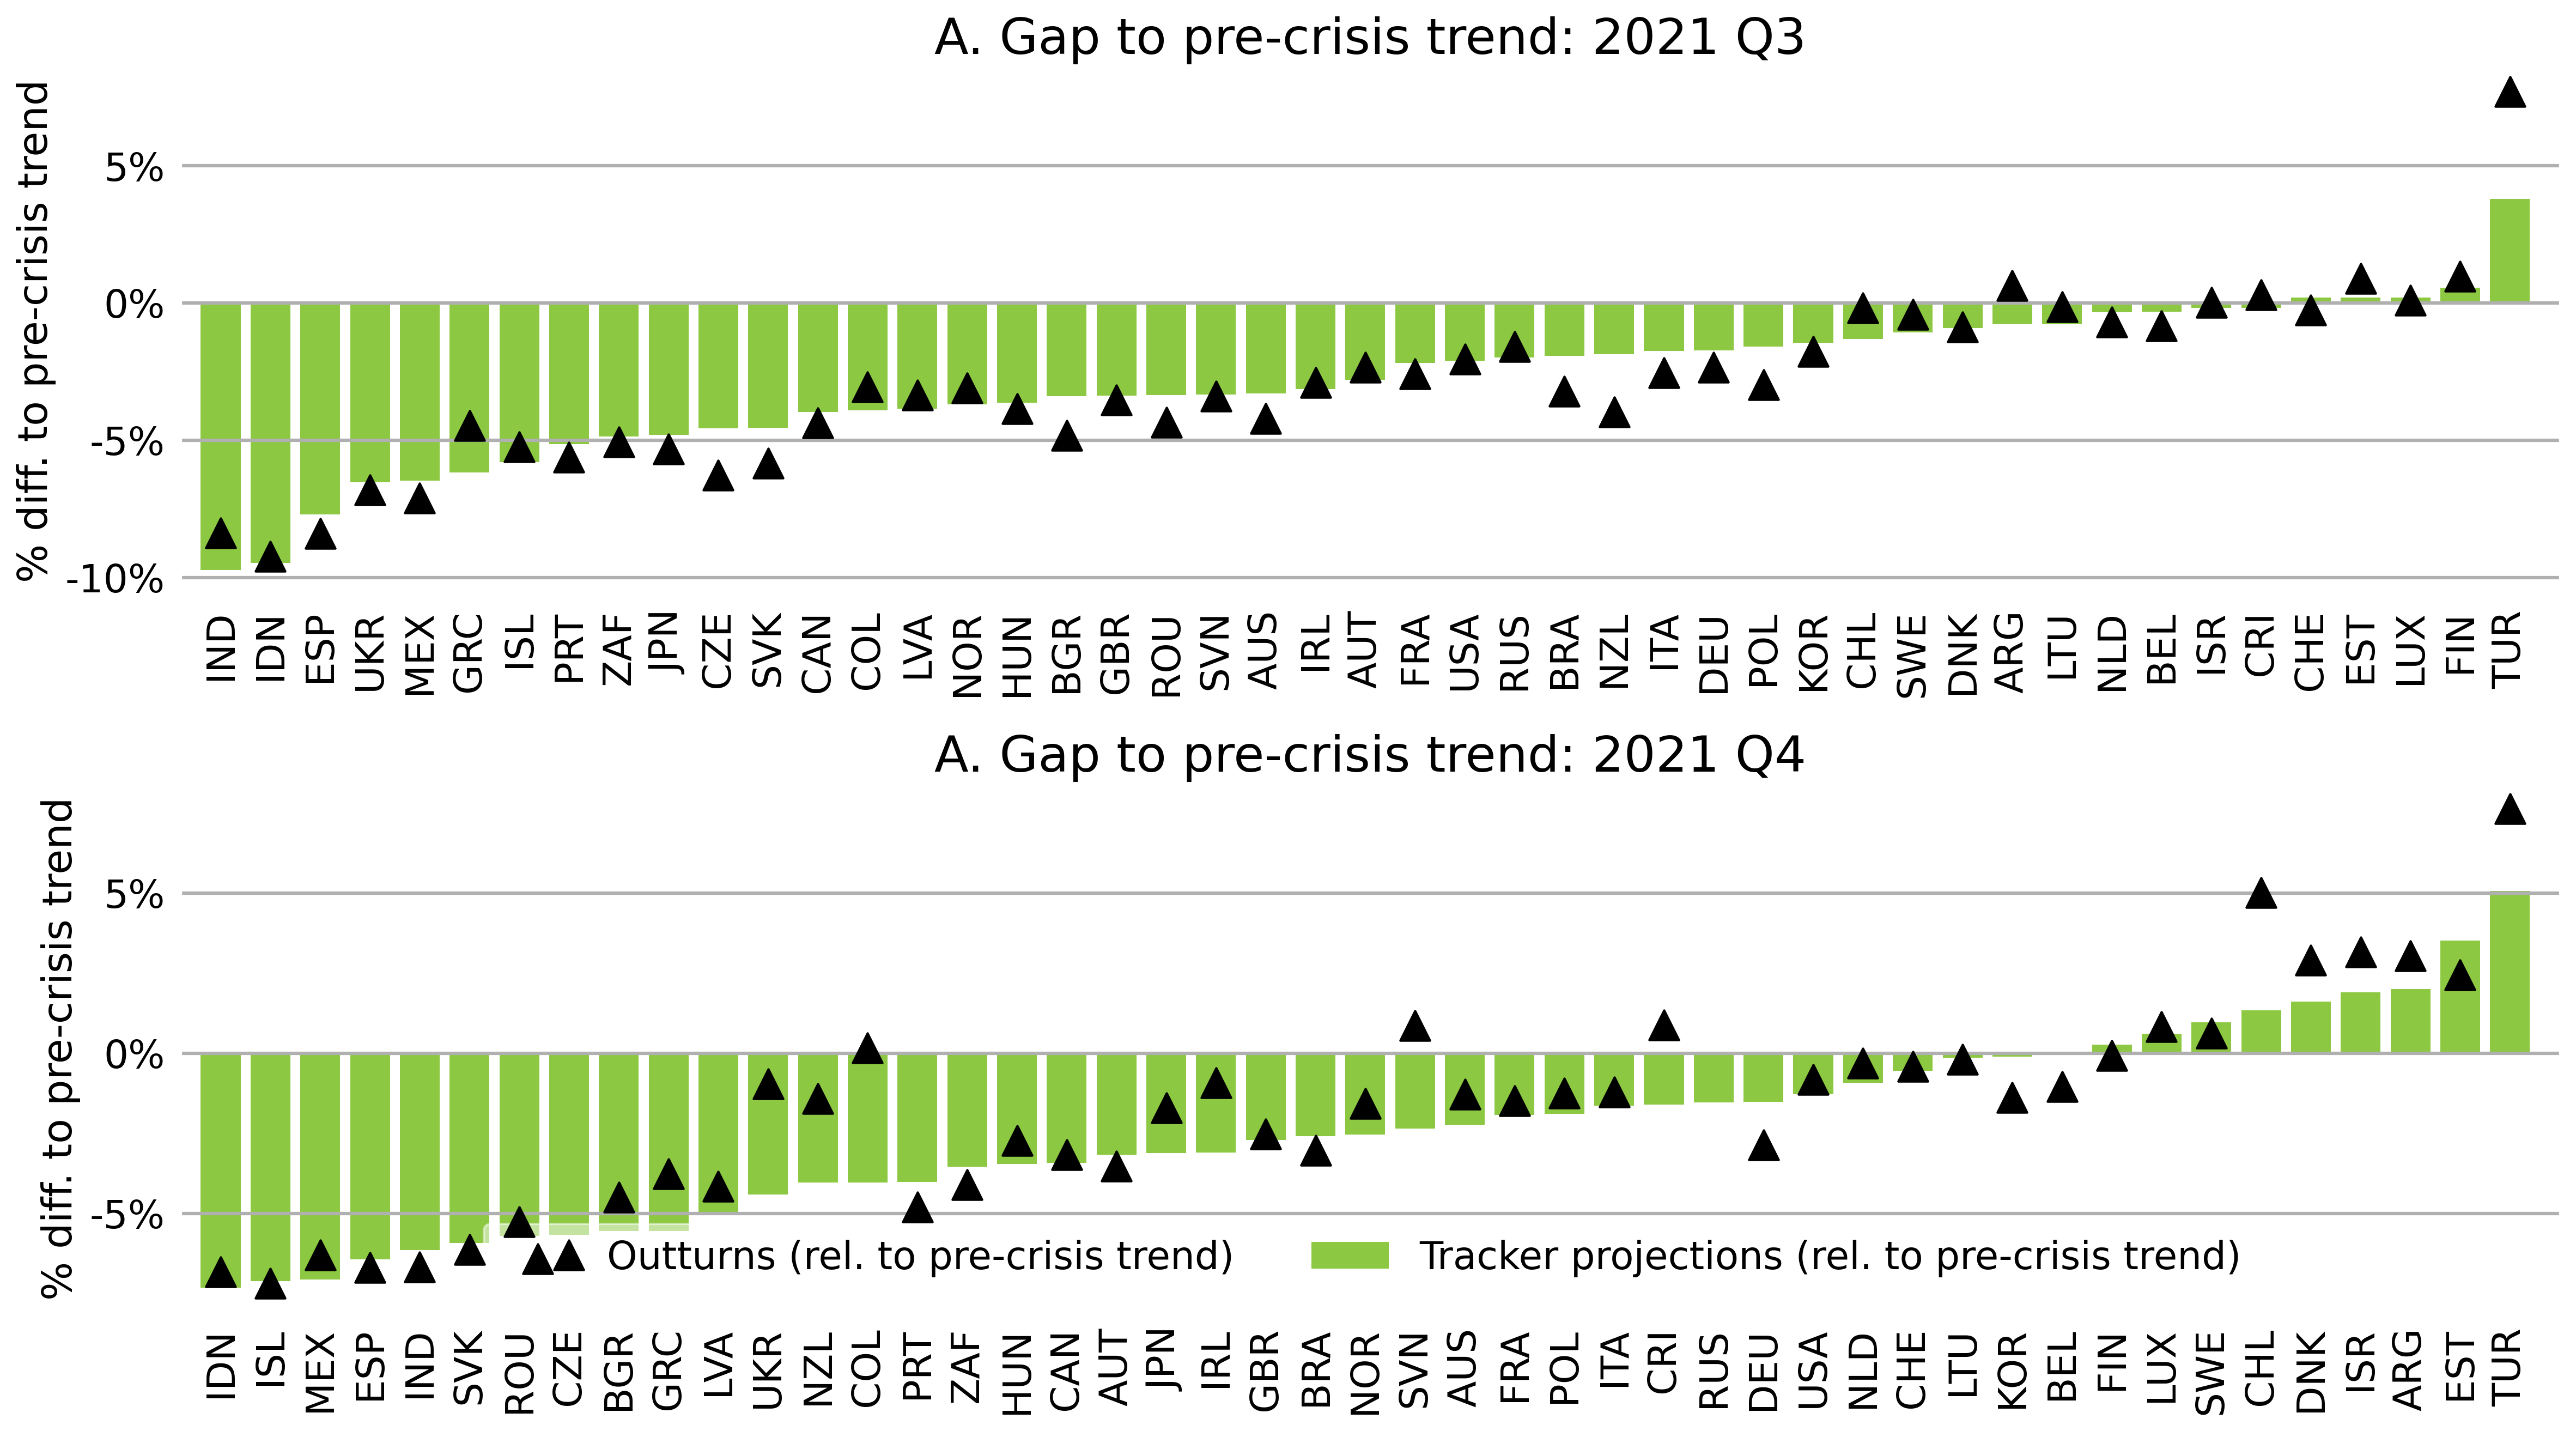 A. Gap to pre-crisis trend: 2021 Q3
% diff. to pre-crisis trend
5%
0%
-5%
-10%
IND IDN ESP UKR MEX GRC ISL PRT ZAF JPN CZE SVK CAN COL LVA NOR HUN BGR GBR ROU SVN AUS IRL AUT FRA USA RUS BRA NZL ITA DEU POL KOR CHL SWE DNK ARG LTU NLD BEL ISR CRI CHE EST LUX FIN TUR
A. Gap to pre-crisis trend: 2021 Q4
% diff. to pre-crisis trend
5%
0%
-5%
Outturns (rel. to pre-crisis trend) Tracker projections (rel. to pre-crisis trend)
IDN ISL MEX ESP IND SVK ROU CZE BGR GRC LVA UKR NZL COL PRT ZAF HUN CAN AUT JPN IRL GBR BRA NOR SVN AUS FRA POL ITA CRI RUS DEU USA NLD CHE LTU KOR BEL FIN LUX SWE CHL DNK ISR ARG EST TUR